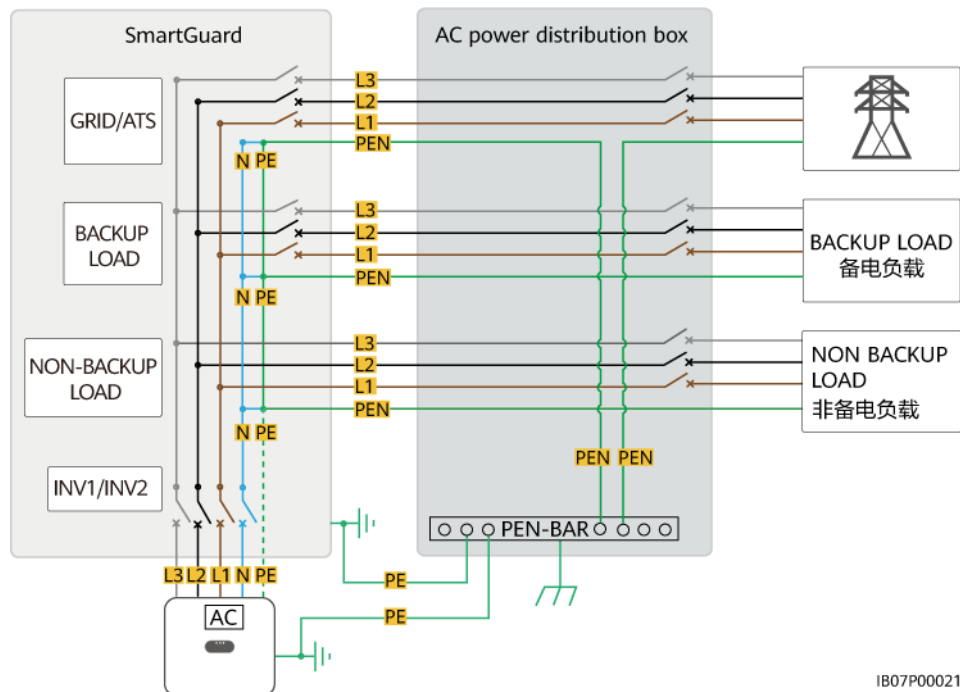 SmartGuard
AC power distribution box
GRID/ATS
L3
L2
L1
PEN
N PE
BACKUP
LOAD
L3
L2
L1
PEN
N PE
BACKUP LOAD
备电负载
NON-BACKUP
LOAD
L3
L2
L1
PEN
N PE
NON BACKUP
LOAD
非备电负载
PEN PEN
INV1/INV2
PEN-BAR
L3 L2 L1 N PE
PE
PE
AC
IB07P00021